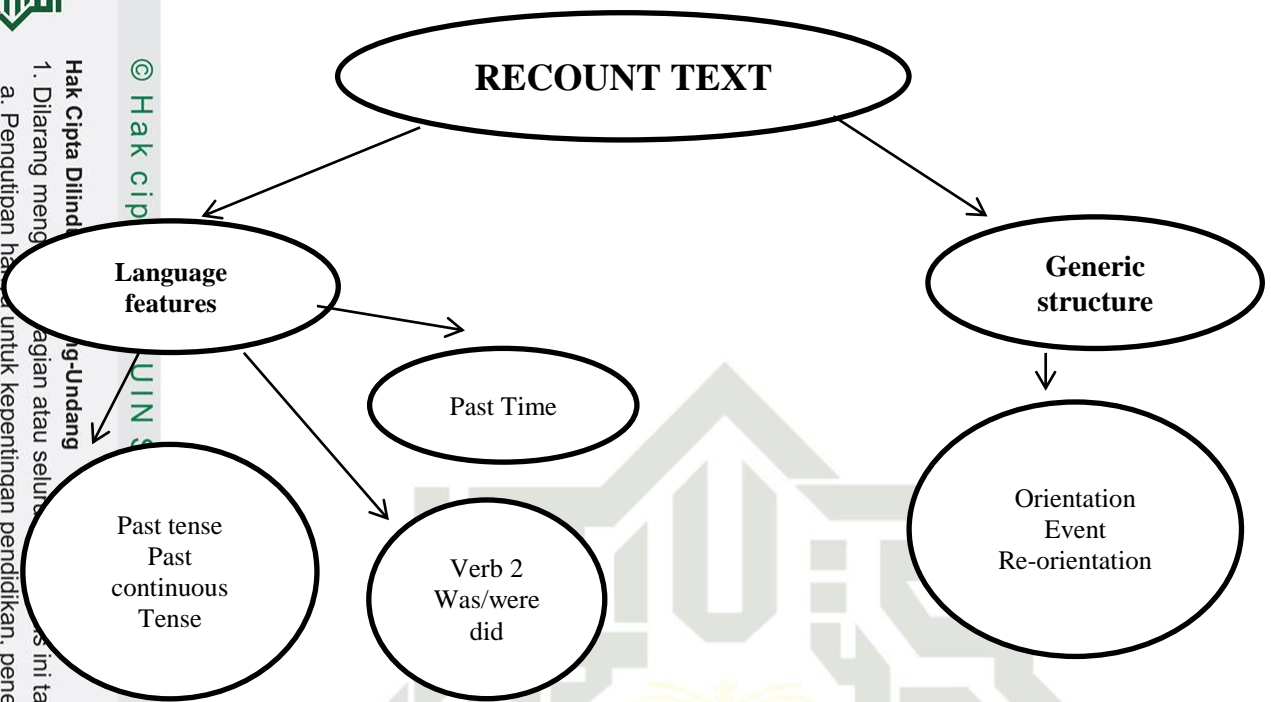 RECOUNT TEXT
Language
features
Generic
structure
Past Time
Past tense
Past
continuous
Tense
Verb 2
Was/were
did
Orientation
Event
Re-orientation
© Hak cip
UIN
Hak Cipta Dilindu
ng-Undang
1. Dilarang meng
agian atau selur
ini ta
a. Pengutipan ha
untuk kepentingan pendidikan, pene